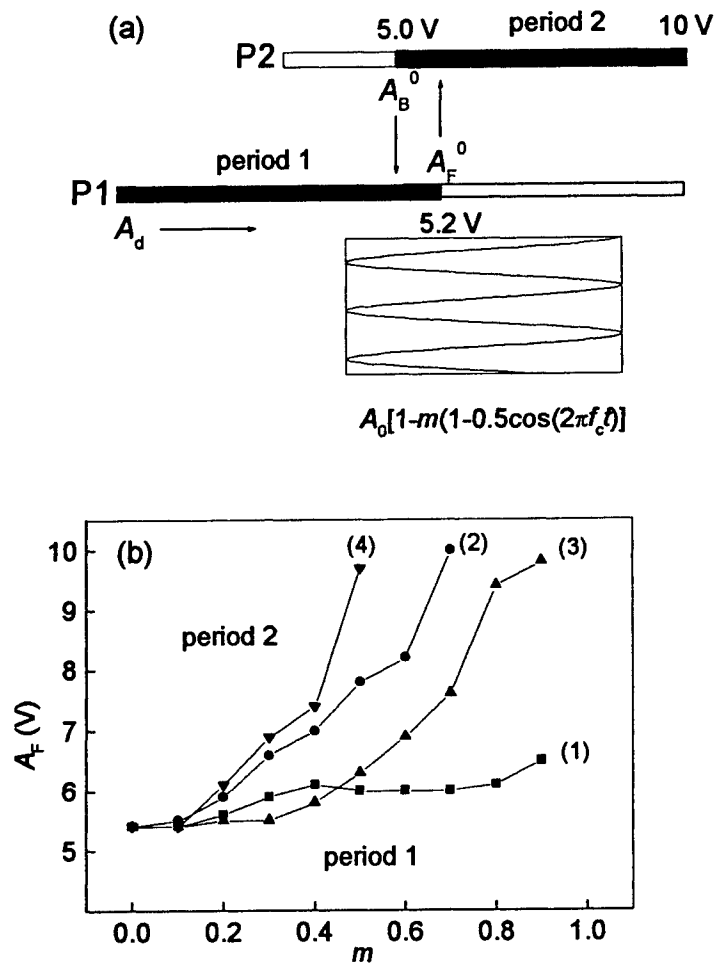 (a)
5.0 V period 2 10 V
P2
A_B^0
period 1 A_F^0
P1
A_d 5.2 V
A_0[1-m(1-0.5cos(2πf_c t)]
(b)
(4) (2) (3)
10
9
period 2
8
A_F (V)
7
6
(1)
5
period 1
0.0 0.2 0.4 0.6 0.8 1.0
m